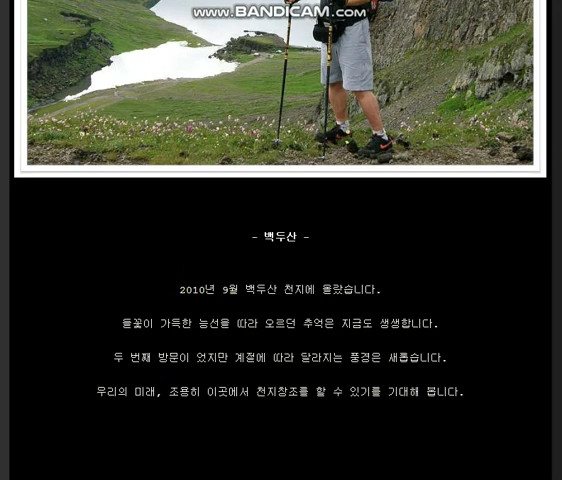 www.BANDICAM.com
- 백두산 -
2010년 9월 백두산 천지에 올랐습니다.
들꽃이 가득한 능선을 따라 오르던 추억은 지금도 생생합니다.
두 번째 방문이 었지만 계절에 따라 달라지는 풍경은 새롭습니다.
우리의 미래, 조용히 이곳에서 천지창조를 할 수 있기를 기대해 봅니다.